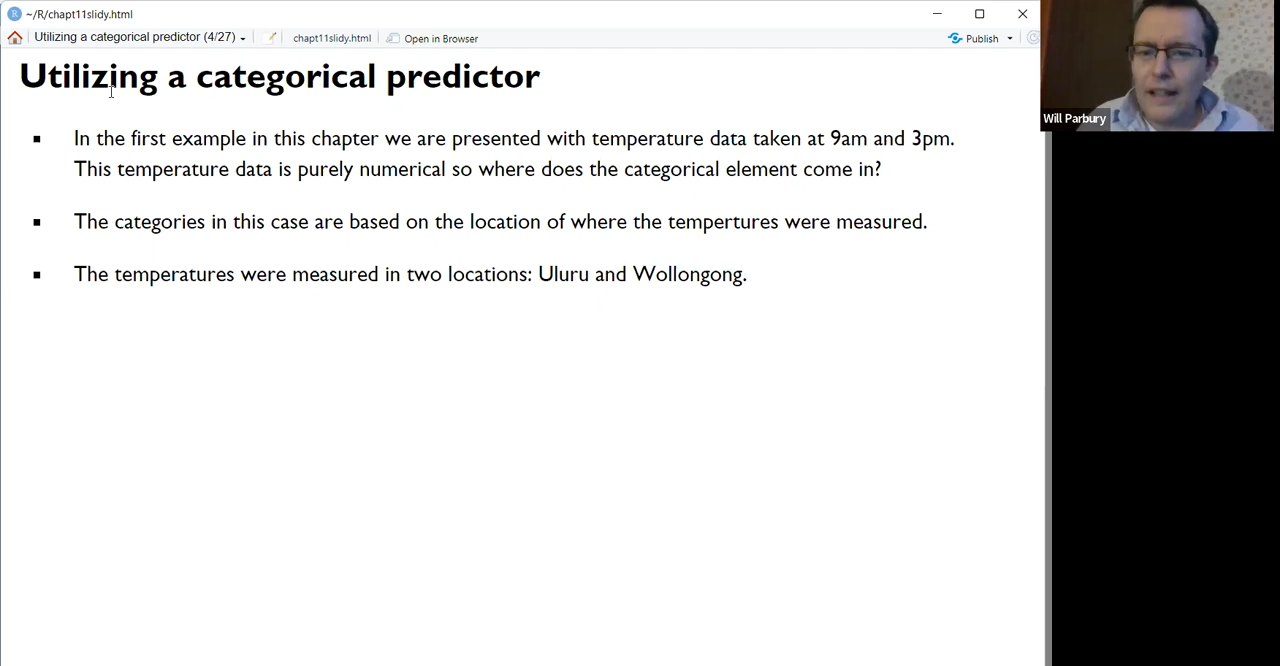 ~/R/chapt11slidy.html
Utilizing a categorical predictor (4/27)
chapt11slidy.html
Open in Browser
Publish
Utilizing a categorical predictor
In the first example in this chapter we are presented with temperature data taken at 9am and 3pm.
This temperature data is purely numerical so where does the categorical element come in?
The categories in this case are based on the location of where the tempertures were measured.
The temperatures were measured in two locations: Uluru and Wollongong.
Will Parbury